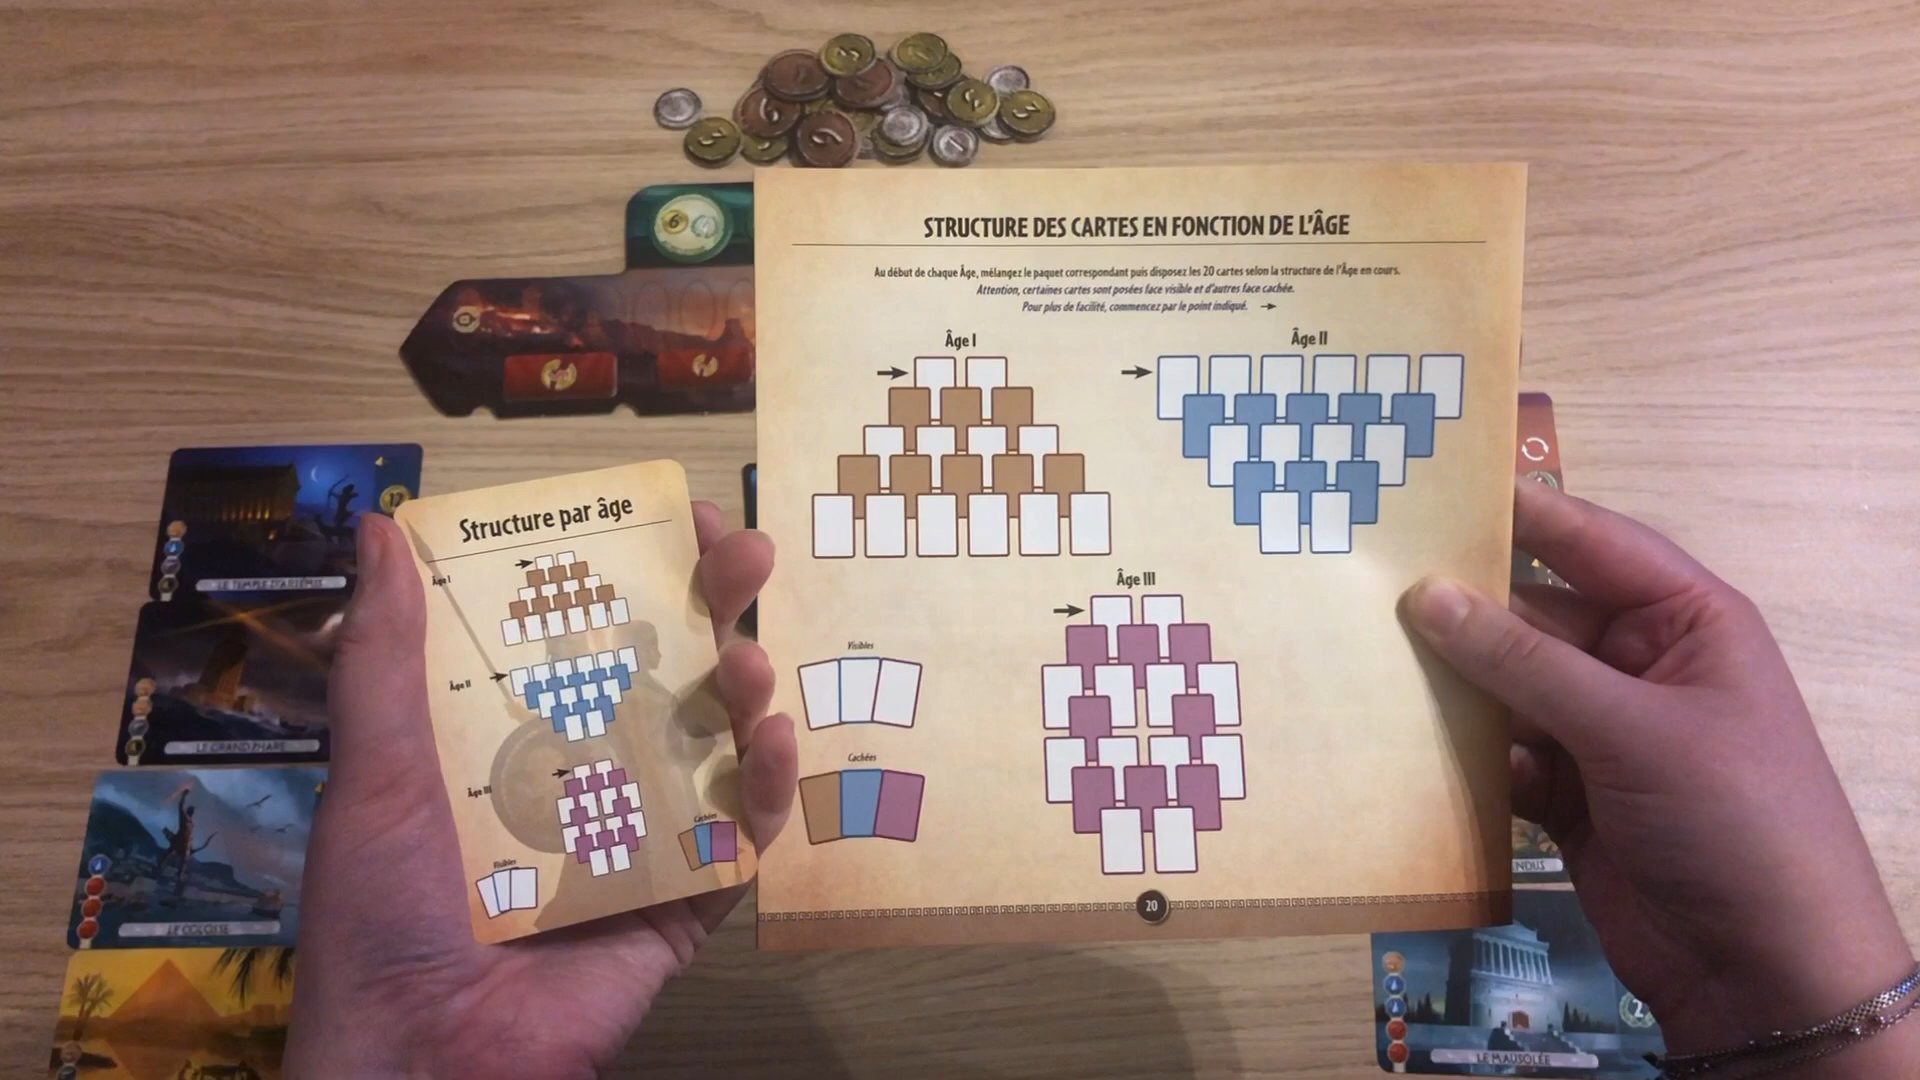 STRUCTURE DES CARTES EN FONCTION DE L'ÂGE
Au début de chaque Âge, mélangez le paquet correspondant puis disposez les 20 cartes selon la structure de l'Âge en cours.
Attention, certaines cartes sont posées face visible et d'autres face cachée.
Pour plus de facilité, commencez par le point indiqué.
Âge I
Âge II
Âge III
Visibles
Cachées
20
Structure par âge
Âge I
Âge II
Âge III
Visibles
Cachées
6
12
LE TEMPLE D'ARTÉMIS
LE GRAND PHARE
LE COLOSSE
NDUS
2
LE MAUSOLÉE